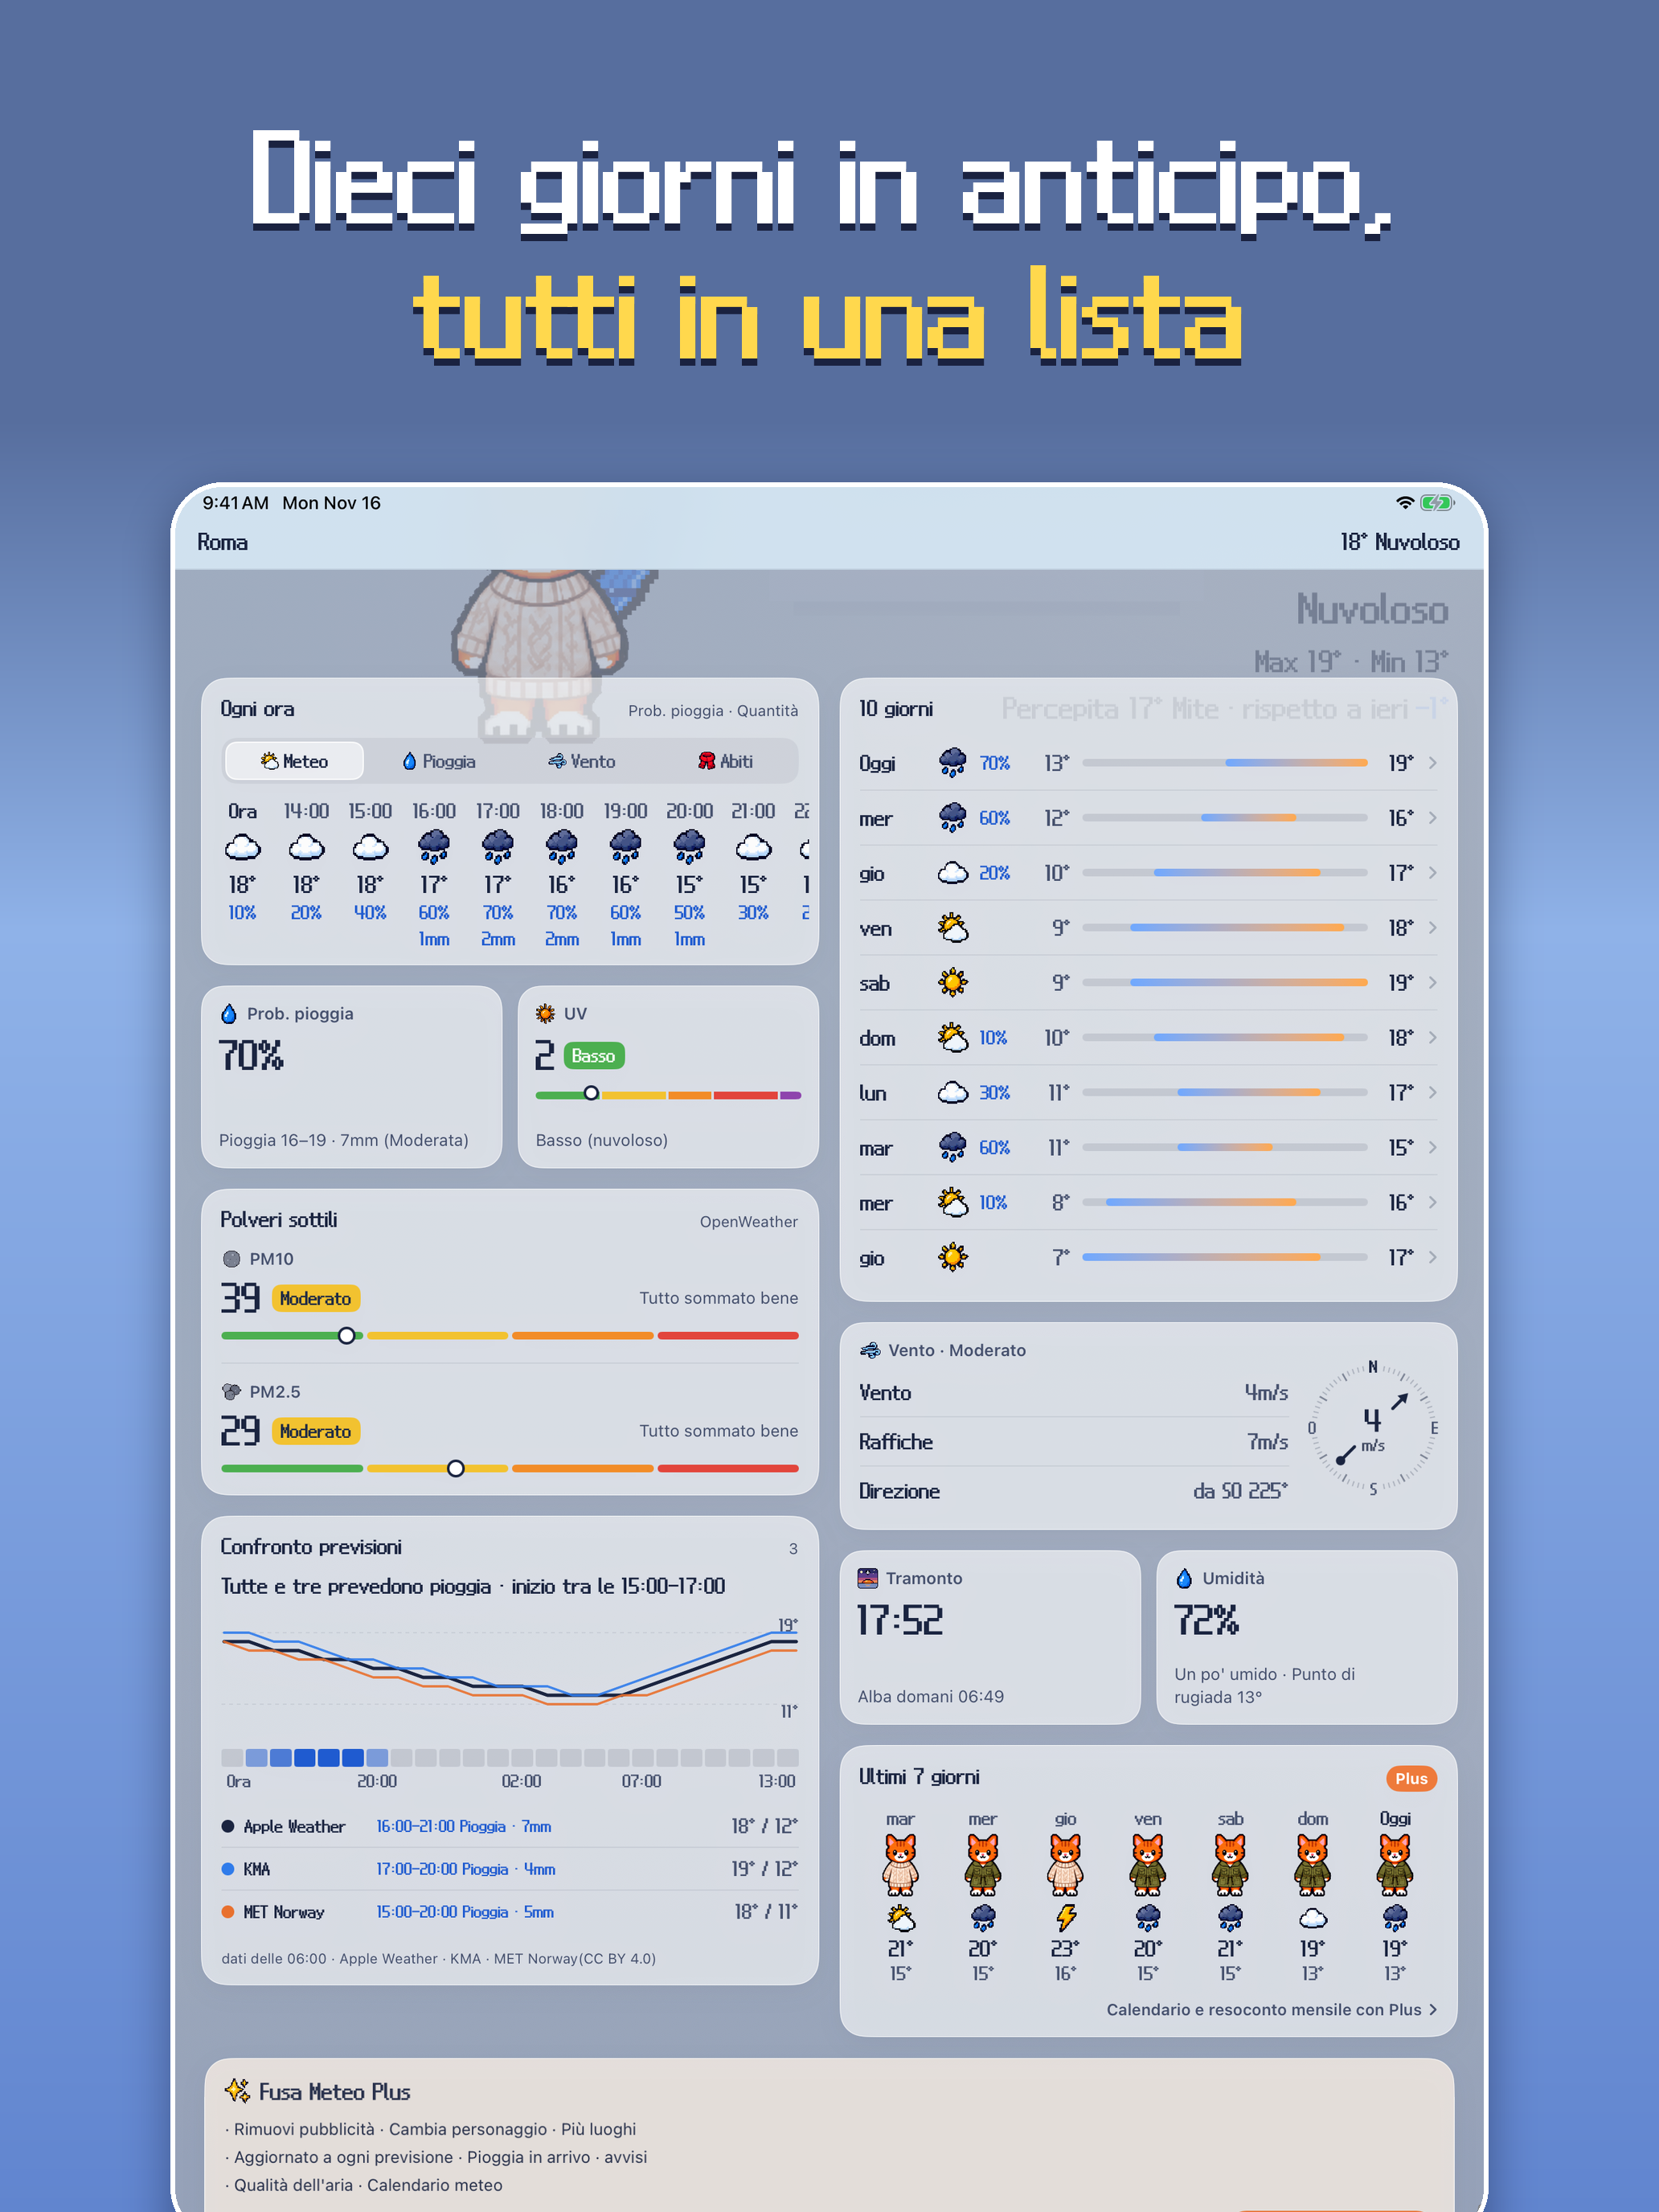 Dieci giorni in anticipo,
tutti in una lista
9:41 AM Mon Nov 16
Roma
18° Nuvoloso
Nuvoloso
Max 19° · Min 13°
Percepita 17° Mite · rispetto a ieri -1°
Ogni ora
Prob. pioggia · Quantità
Meteo Pioggia Vento Abiti
Ora 14:00 15:00 16:00 17:00 18:00 19:00 20:00 21:00
18° 18° 18° 17° 17° 16° 16° 15° 15°
10% 20% 40% 60% 70% 70% 60% 50% 30%
1mm 2mm 2mm 1mm 1mm
Prob. pioggia
70%
Pioggia 16–19 · 7mm (Moderata)
UV
2 Basso
Basso (nuvoloso)
Polveri sottili
OpenWeather
PM10
39 Moderato
Tutto sommato bene
PM2.5
29 Moderato
Tutto sommato bene
Confronto previsioni
3
Tutte e tre prevedono pioggia · inizio tra le 15:00–17:00
19°
11°
Ora 20:00 02:00 07:00 13:00
Apple Weather 16:00-21:00 Pioggia · 7mm 18° / 12°
KMA 17:00-20:00 Pioggia · 4mm 19° / 12°
MET Norway 15:00-20:00 Pioggia · 5mm 18° / 11°
dati delle 06:00 · Apple Weather · KMA · MET Norway(CC BY 4.0)
10 giorni
Oggi 70% 13° 19°
mer 60% 12° 16°
gio 20% 10° 17°
ven 9° 18°
sab 9° 19°
dom 10% 10° 18°
lun 30% 11° 17°
mar 60% 11° 15°
mer 10% 8° 16°
gio 7° 17°
Vento · Moderato
Vento 4m/s
Raffiche 7m/s
Direzione da SO 225°
N
O
E
S
4
m/s
Tramonto
17:52
Alba domani 06:49
Umidità
72%
Un po' umido · Punto di
rugiada 13°
Ultimi 7 giorni
Plus
mar mer gio ven sab dom Oggi
21° 20° 23° 20° 21° 19° 19°
15° 15° 16° 15° 15° 13° 13°
Calendario e resoconto mensile con Plus
Fusa Meteo Plus
· Rimuovi pubblicità · Cambia personaggio · Più luoghi
· Aggiornato a ogni previsione · Pioggia in arrivo · avvisi
· Qualità dell'aria · Calendario meteo